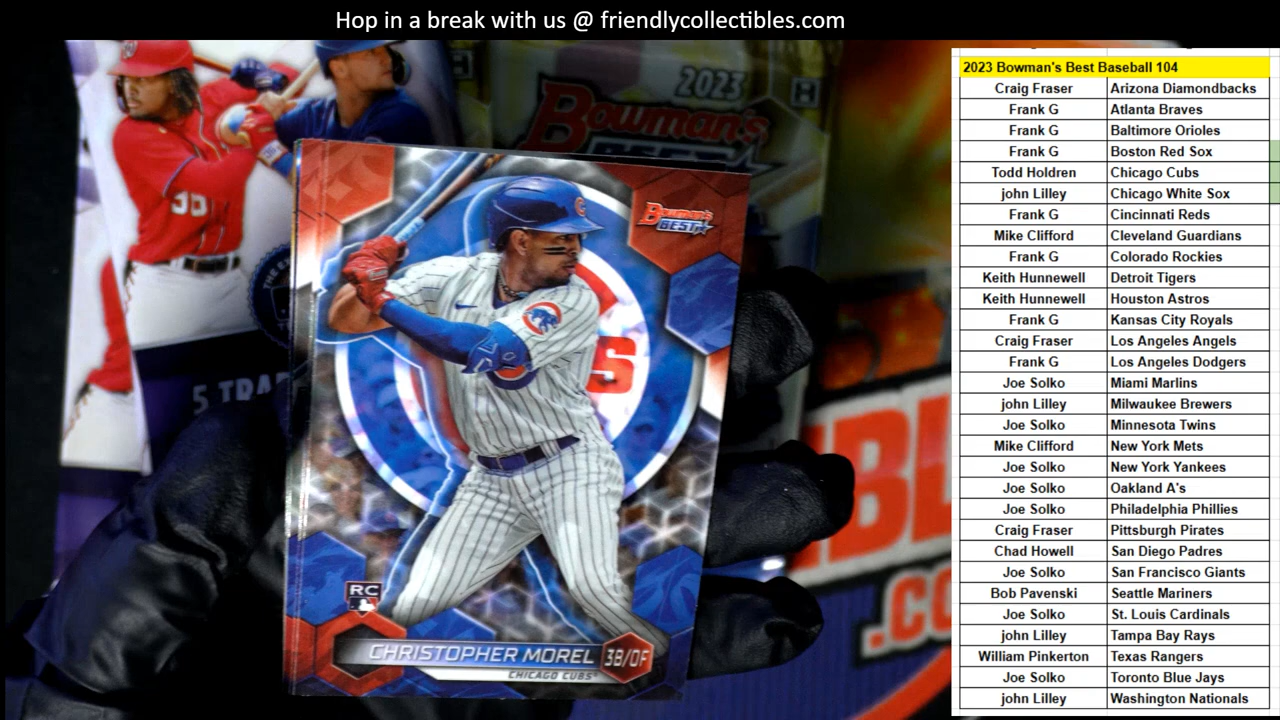 Hop in a break with us @ friendlycollectibles.com
2023
Bowman's
BEST
H
H
35
5 TRA
Bowman's
BEST
C
RC
CHRISTOPHER MOREL 3B/OF
CHICAGO CUBS
.CO
2023 Bowman's Best Baseball 104
Craig Fraser Arizona Diamondbacks
Frank G Atlanta Braves
Frank G Baltimore Orioles
Frank G Boston Red Sox
Todd Holdren Chicago Cubs
john Lilley Chicago White Sox
Frank G Cincinnati Reds
Mike Clifford Cleveland Guardians
Frank G Colorado Rockies
Keith Hunnewell Detroit Tigers
Keith Hunnewell Houston Astros
Frank G Kansas City Royals
Craig Fraser Los Angeles Angels
Frank G Los Angeles Dodgers
Joe Solko Miami Marlins
john Lilley Milwaukee Brewers
Joe Solko Minnesota Twins
Mike Clifford New York Mets
Joe Solko New York Yankees
Joe Solko Oakland A's
Joe Solko Philadelphia Phillies
Craig Fraser Pittsburgh Pirates
Chad Howell San Diego Padres
Joe Solko San Francisco Giants
Bob Pavenski Seattle Mariners
Joe Solko St. Louis Cardinals
john Lilley Tampa Bay Rays
William Pinkerton Texas Rangers
Joe Solko Toronto Blue Jays
john Lilley Washington Nationals